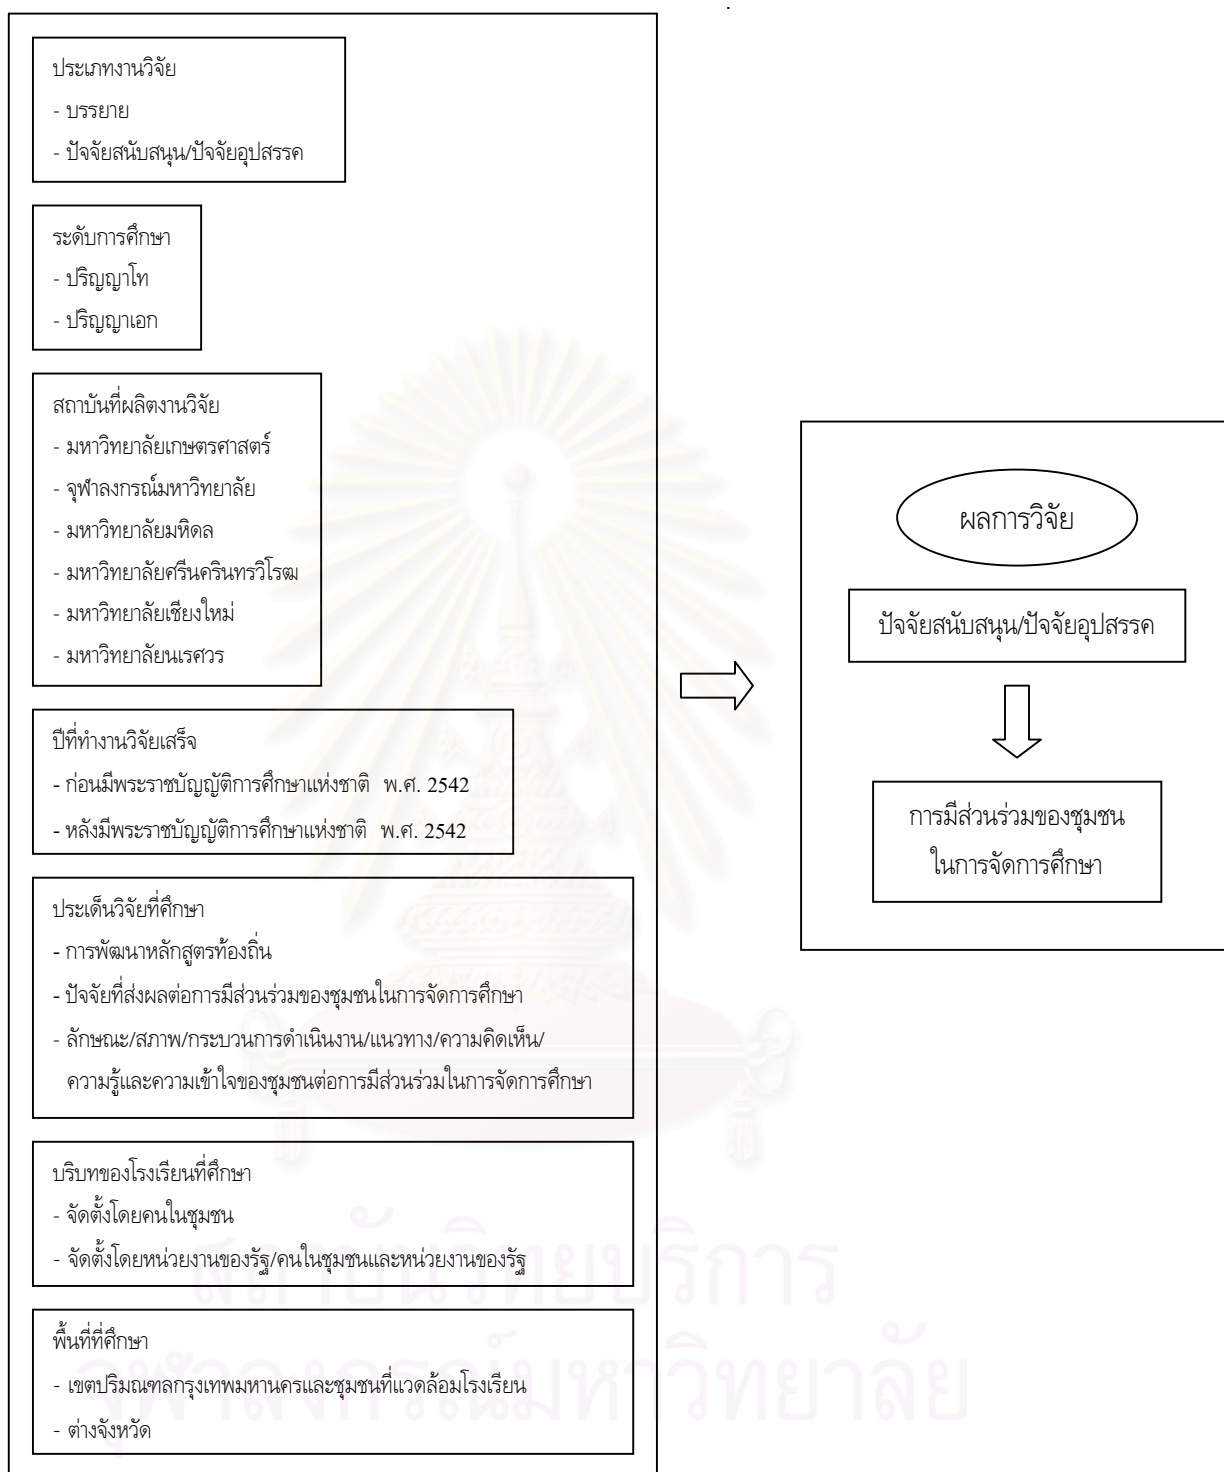 ประเภทงานวิจัย
- บรรยาย
- ปัจจัยสนับสนุน/ปัจจัยอุปสรรค
ระดับการศึกษา
- ปริญญาโท
- ปริญญาเอก
สถาบันที่ผลิตงานวิจัย
- มหาวิทยาลัยเกษตรศาสตร์
- จุฬาลงกรณ์มหาวิทยาลัย
- มหาวิทยาลัยมหิดล
- มหาวิทยาลัยศรีนครินทรวิโรฒ
- มหาวิทยาลัยเชียงใหม่
- มหาวิทยาลัยนเรศวร
ปีที่ทำงานวิจัยเสร็จ
- ก่อนมีพระราชบัญญัติการศึกษาแห่งชาติ พ.ศ. 2542
- หลังมีพระราชบัญญัติการศึกษาแห่งชาติ พ.ศ. 2542
ประเด็นวิจัยที่ศึกษา
- การพัฒนาหลักสูตรท้องถิ่น
- ปัจจัยที่ส่งผลต่อการมีส่วนร่วมของชุมชนในการจัดการศึกษา
- ลักษณะ/สภาพ/กระบวนการดำเนินงาน/แนวทาง/ความคิดเห็น/
ความรู้และความเข้าใจของชุมชนต่อการมีส่วนร่วมในการจัดการศึกษา
บริบทของโรงเรียนที่ศึกษา
- จัดตั้งโดยคนในชุมชน
- จัดตั้งโดยหน่วยงานของรัฐ/คนในชุมชนและหน่วยงานของรัฐ
พื้นที่ที่ศึกษา
- เขตปริมณฑลกรุงเทพมหานครและชุมชนที่แวดล้อมโรงเรียน
- ต่างจังหวัด
ผลการวิจัย
ปัจจัยสนับสนุน/ปัจจัยอุปสรรค
การมีส่วนร่วมของชุมชน
ในการจัดการศึกษา
สถาบันวิทยบริการ
จุฬาลงกรณ์มหาวิทยาลัย